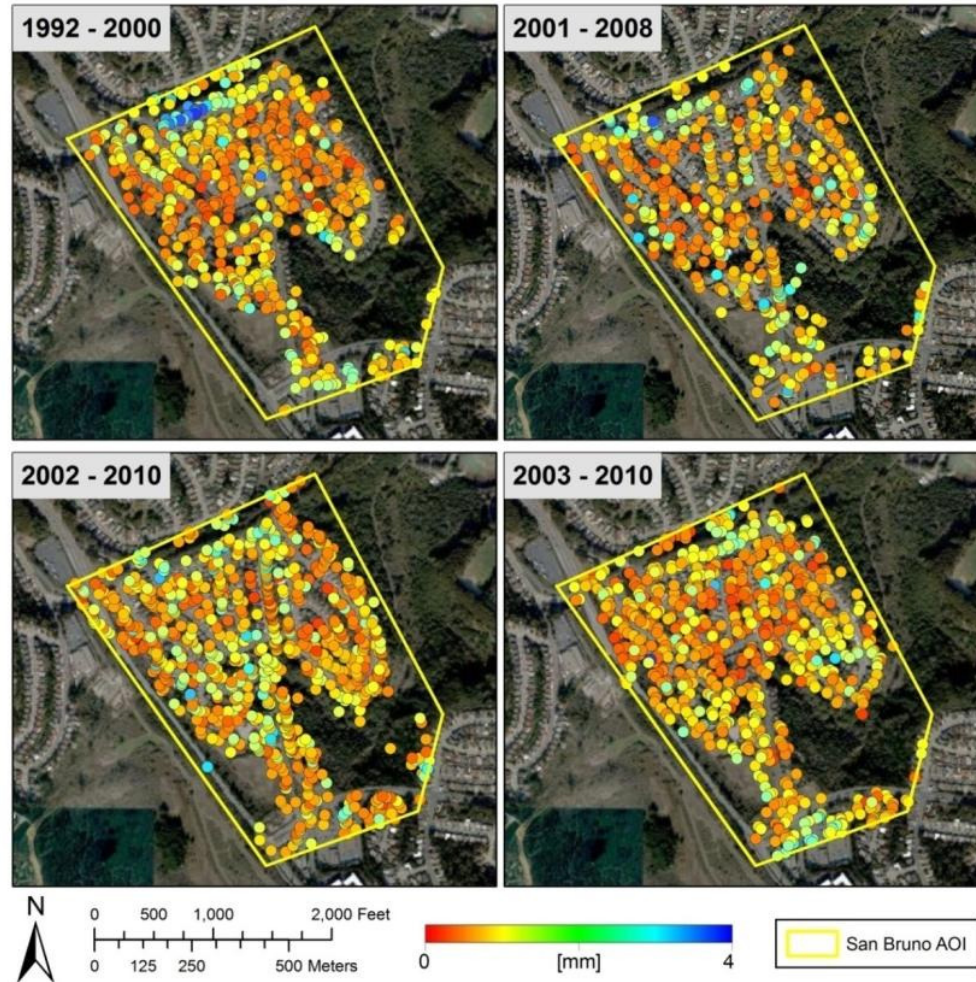 1992 - 2000
2001 - 2008
2002 - 2010
2003 - 2010
N
0 500 1,000 2,000 Feet
0 125 250 500 Meters
0 [mm] 4
San Bruno AOI